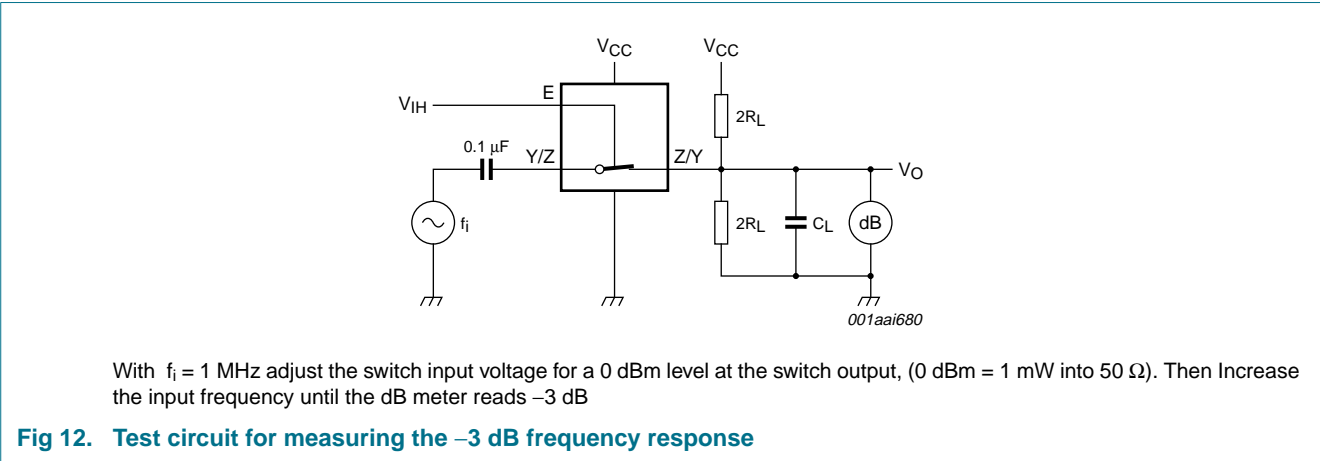 VCC VCC
E
VIH
2RL
0.1 μF Y/Z Z/Y
VO
fi 2RL CL dB
001aai680
With fi = 1 MHz adjust the switch input voltage for a 0 dBm level at the switch output, (0 dBm = 1 mW into 50 Ω). Then Increase
the input frequency until the dB meter reads −3 dB
Fig 12. Test circuit for measuring the −3 dB frequency response